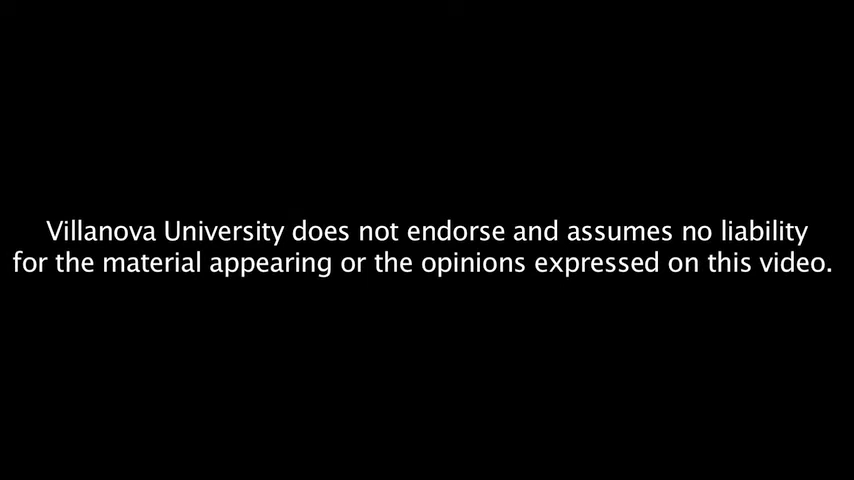 Villanova University does not endorse and assumes no liability
for the material appearing or the opinions expressed on this video.